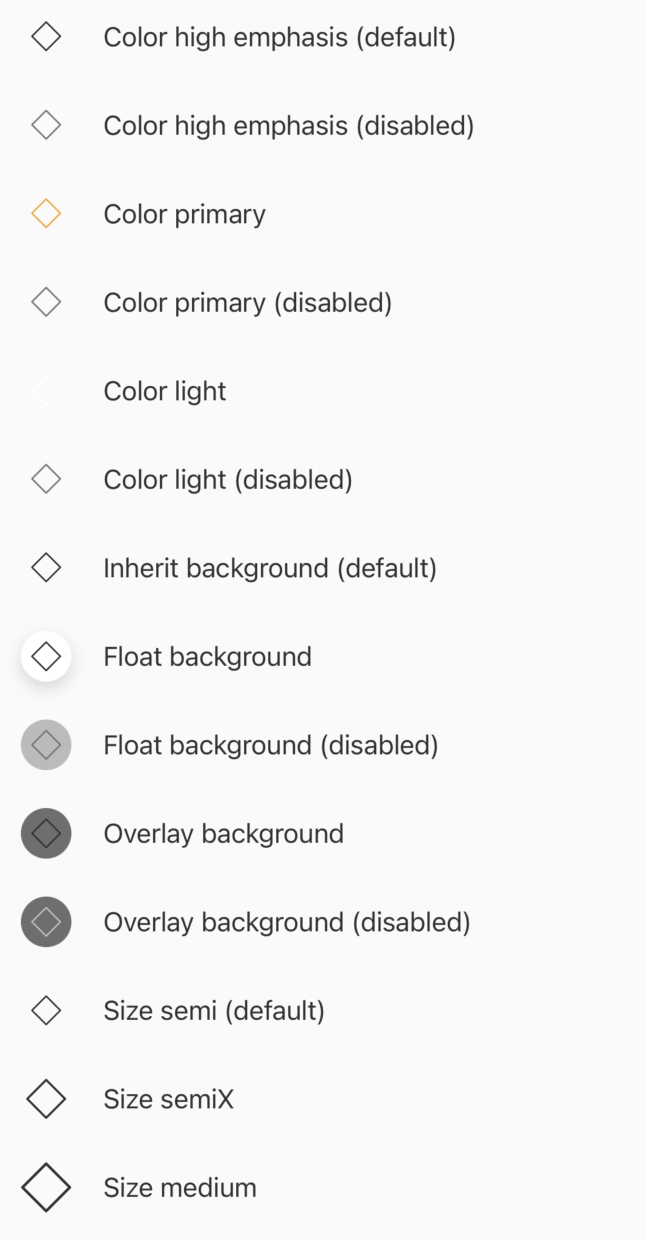 Color high emphasis (default)
Color high emphasis (disabled)
Color primary
Color primary (disabled)
Color light
Color light (disabled)
Inherit background (default)
Float background
Float background (disabled)
Overlay background
Overlay background (disabled)
Size semi (default)
Size semiX
Size medium